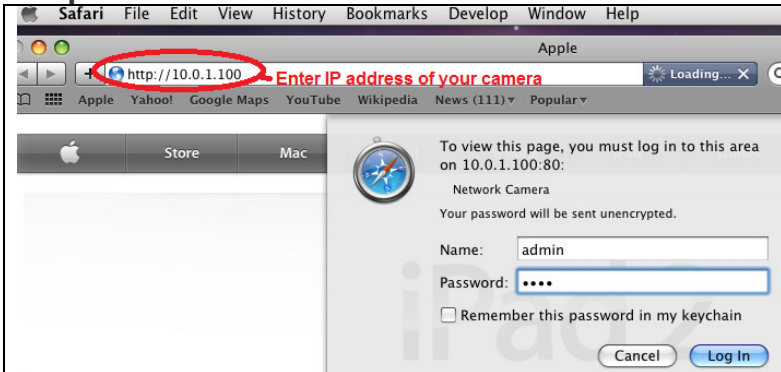 Safari File Edit View History Bookmarks Develop Window Help
Apple
http://10.0.1.100 Enter IP address of your camera Loading...
Apple Yahoo! Google Maps YouTube Wikipedia News (111) Popular
Store Mac
To view this page, you must log in to this area
on 10.0.1.100:80:
Network Camera
Your password will be sent unencrypted.
Name: admin
Password: ••••
Remember this password in my keychain
iPad 2
Cancel Log In